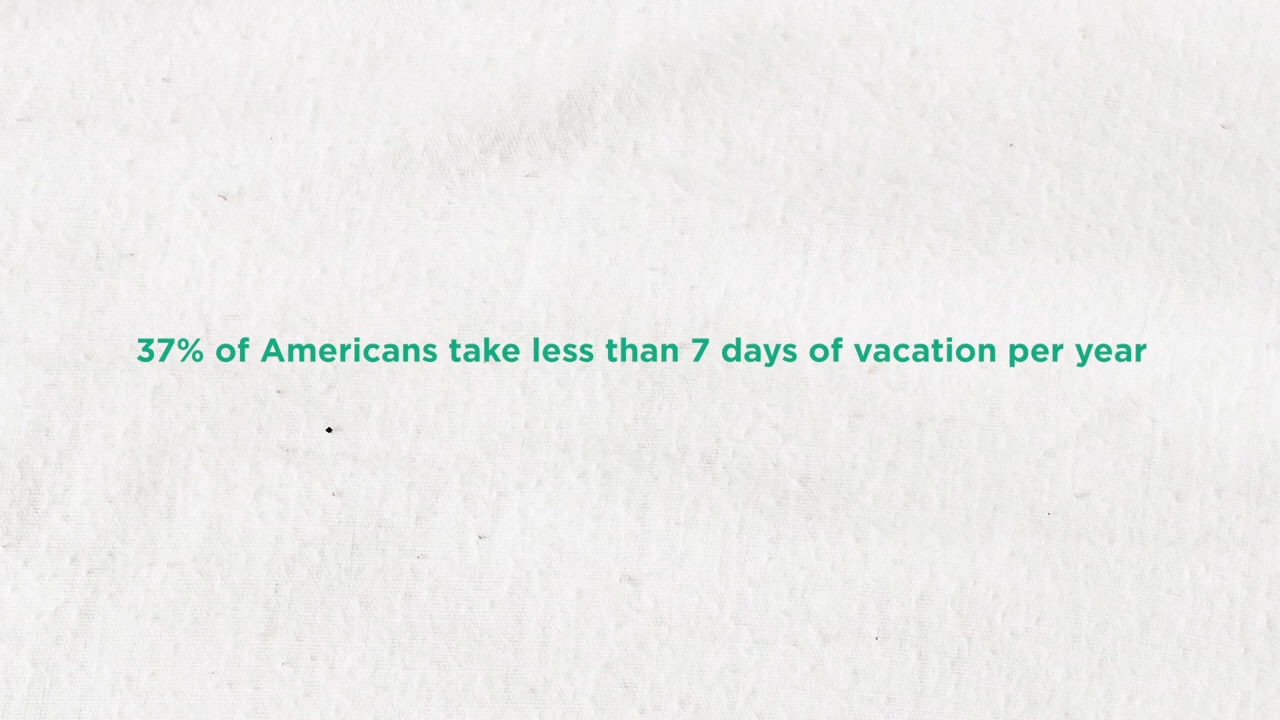 37% of Americans take less than 7 days of vacation per year